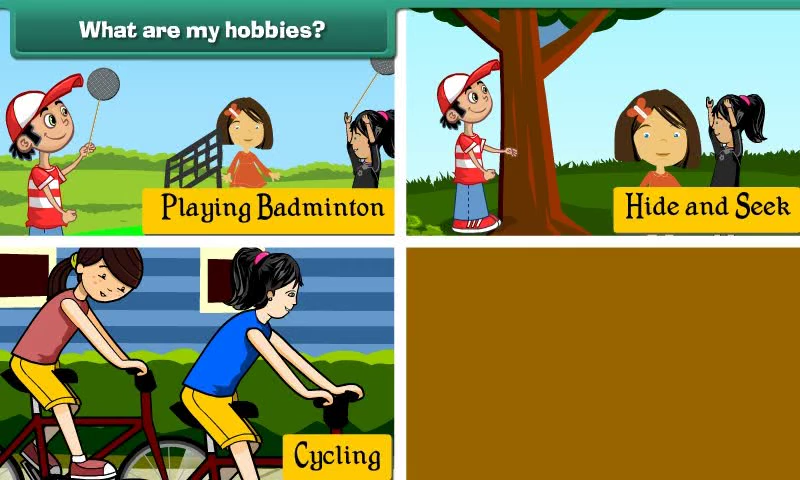 What are my hobbies?
Playing Badminton
Hide and Seek
Cycling